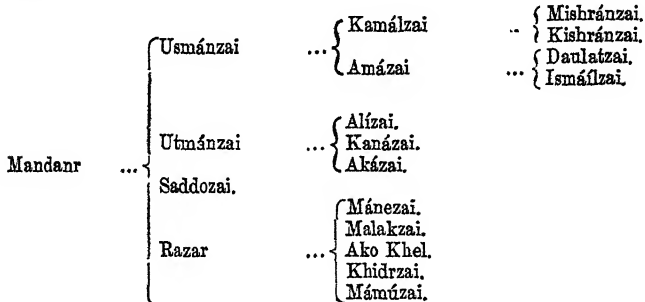 Mishránzai.
Kamálzai
Kishránzai.
Usmánzai
Daulatzai.
Amázai
Ismáílzai.
Alízai.
Utmánzai
Kanázai.
Akázai.
Mandanr
Saddozai.
Mánezai.
Malakzai.
Razar
Ako Khel.
Khidrzai.
Mámúzai.